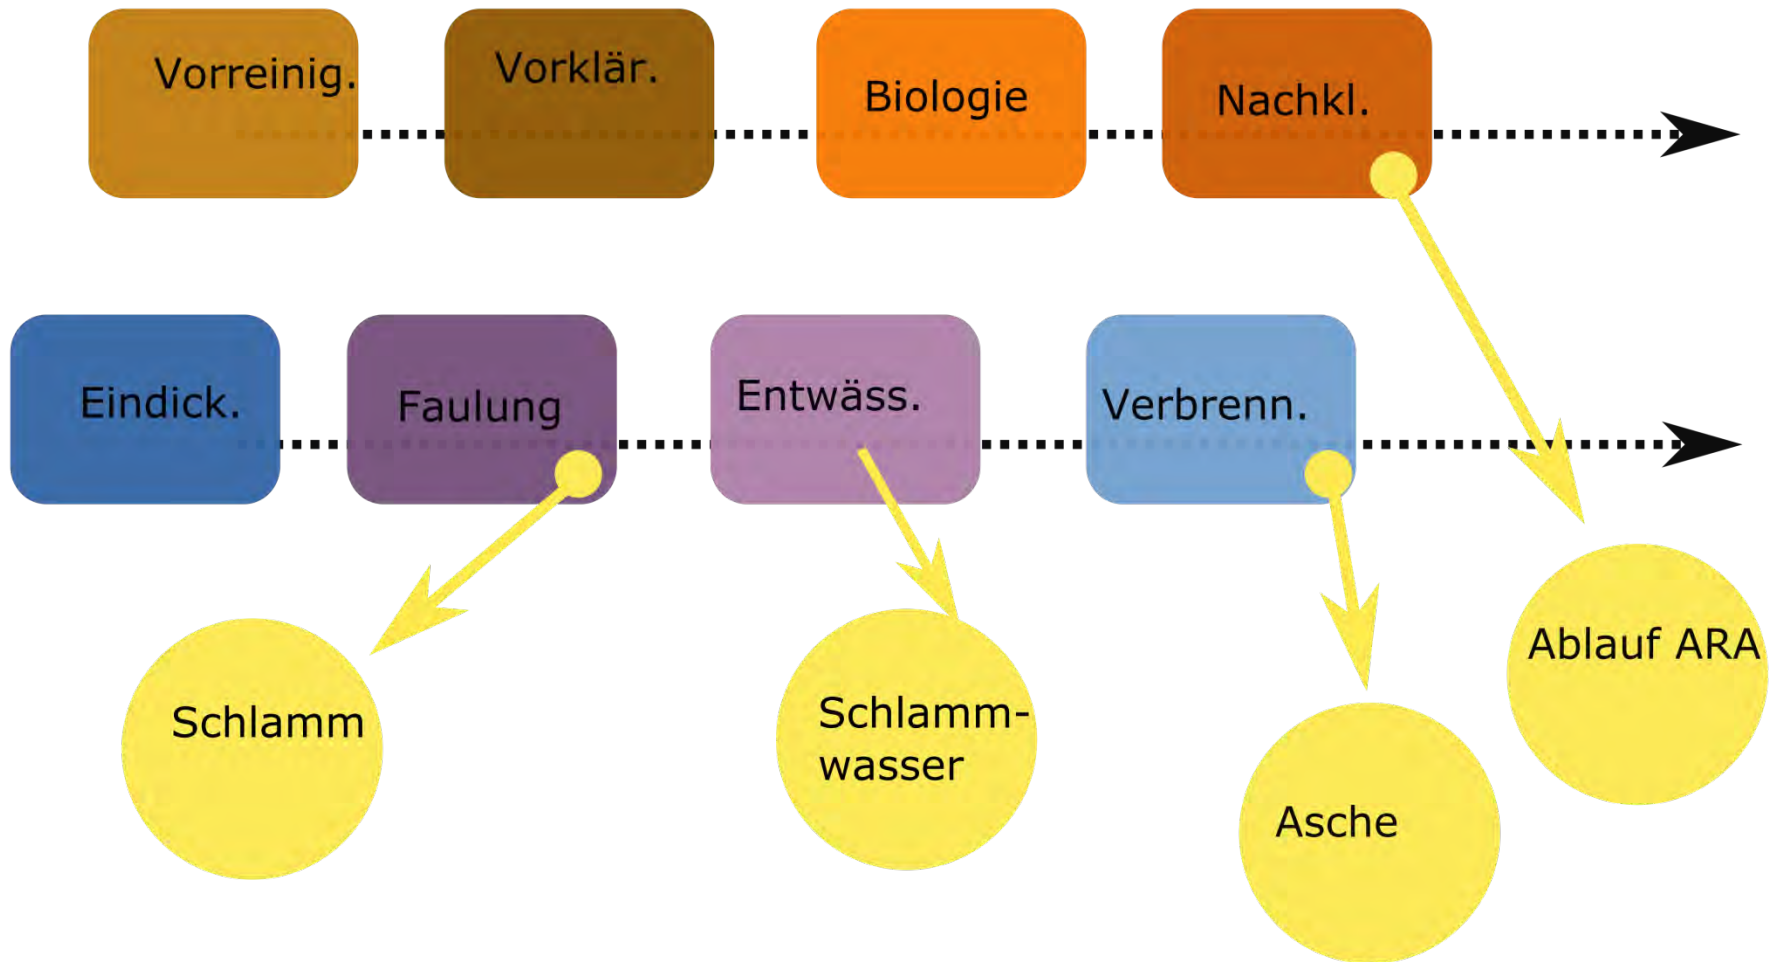 Vorreinig.
Vorklär.
Biologie
Nachkl.
Eindick.
Faulung
Entwäss.
Verbrenn.
Schlamm
Schlamm-
wasser
Asche
Ablauf ARA